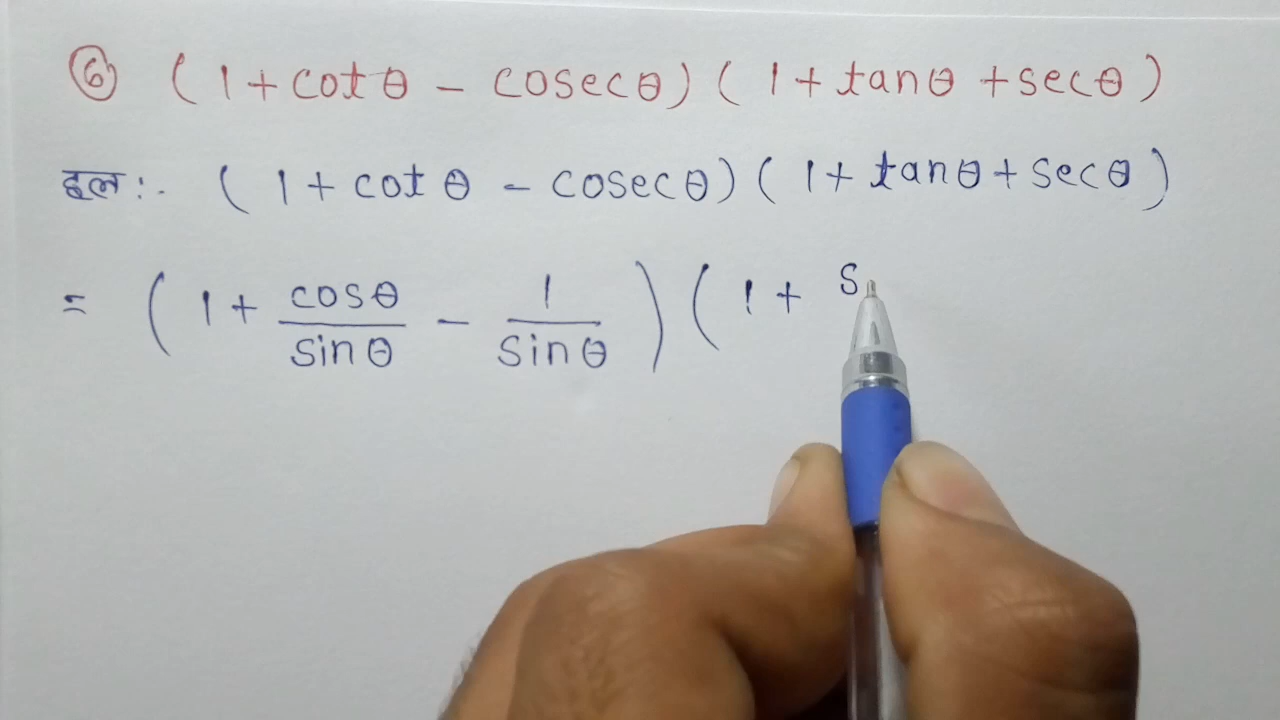 ⑥ (1+cotθ - cosecθ)(1+tanθ+secθ)
हल:- (1+cotθ - cosecθ)(1+tanθ+secθ)
= (1+ cosθ/sinθ - 1/sinθ)(1+ S